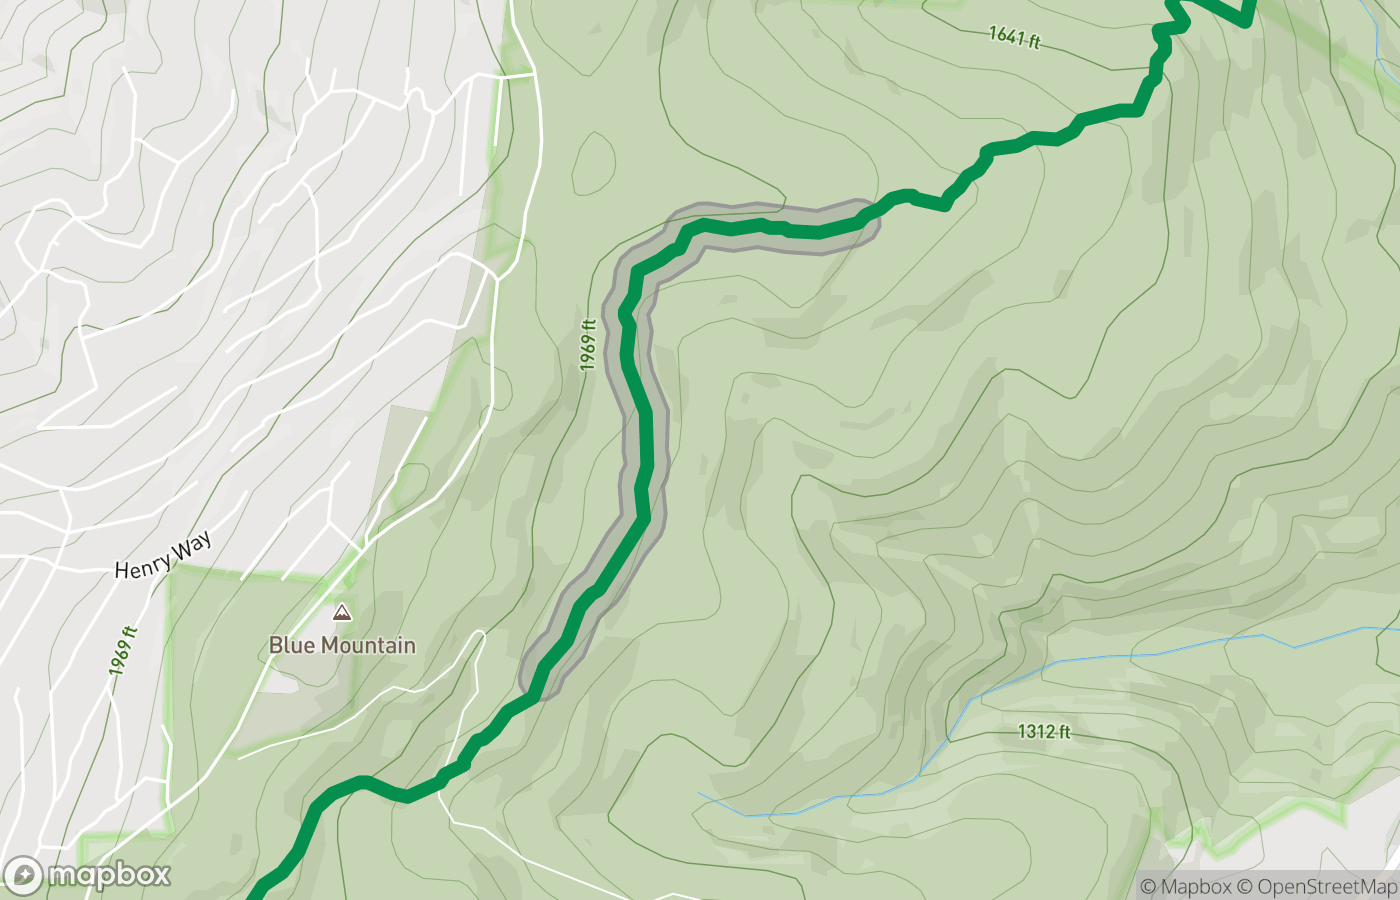 1641 ft
1969 ft
Henry Way
Blue Mountain
1969 ft
1312 ft
mapbox
© Mapbox © OpenStreetMap